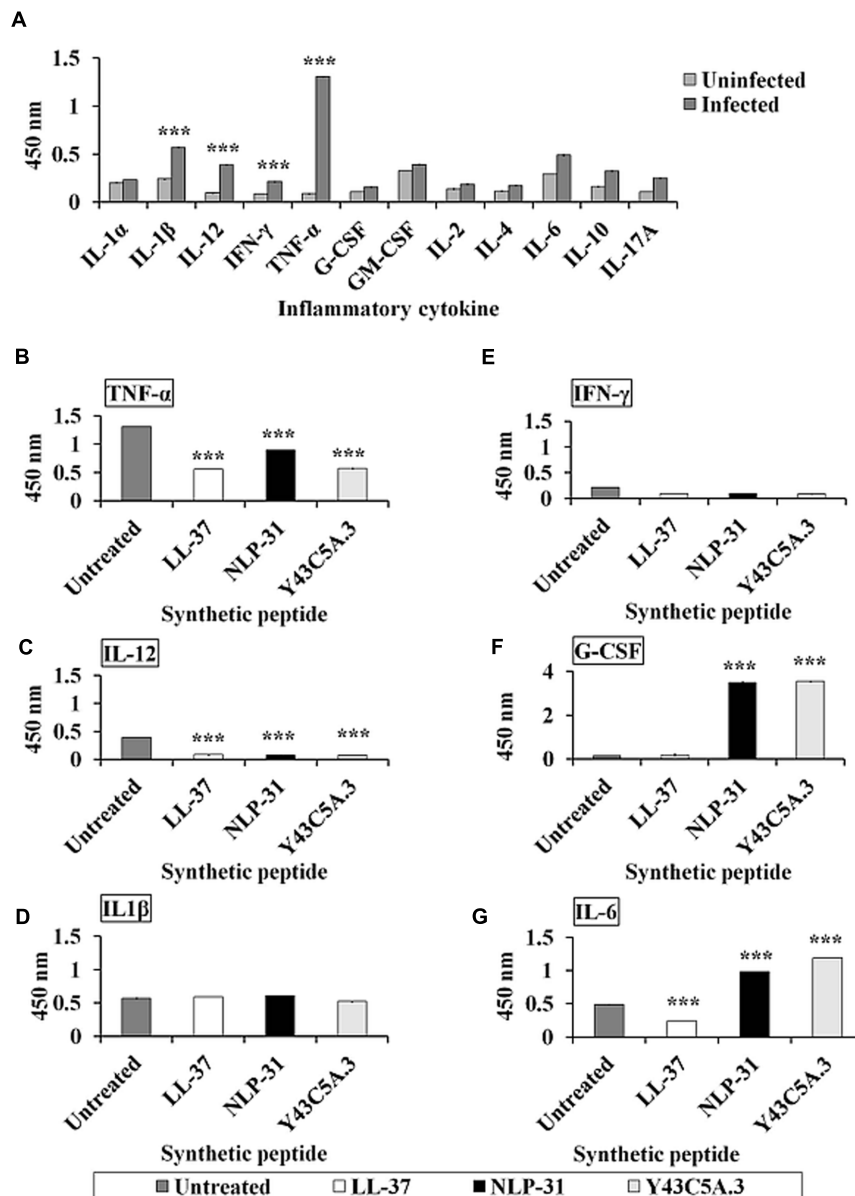 A
1.5
1
0.5
0
450 nm
*** *** *** *** ***
Uninfected
Infected
IL-1α IL-1β IL-12 IFN-γ TNF-α G-CSF GM-CSF IL-2 IL-4 IL-6 IL-10 IL-17A
Inflammatory cytokine
B
TNF-α
1.5
1
0.5
0
450 nm
*** *** ***
Untreated LL-37 NLP-31 Y43C5A.3
Synthetic peptide
E
IFN-γ
1.5
1
0.5
0
450 nm
Untreated LL-37 NLP-31 Y43C5A.3
Synthetic peptide
C
IL-12
1
0.5
0
450 nm
*** *** ***
Untreated LL-37 NLP-31 Y43C5A.3
Synthetic peptide
F
G-CSF
4
2
0
450 nm
*** ***
Untreated LL-37 NLP-31 Y43C5A.3
Synthetic peptide
D
IL1β
1.5
1
0.5
0
450 nm
Untreated LL-37 NLP-31 Y43C5A.3
Synthetic peptide
G
IL-6
1.5
1
0.5
0
450 nm
*** *** ***
Untreated LL-37 NLP-31 Y43C5A.3
Synthetic peptide
Untreated LL-37 NLP-31 Y43C5A.3